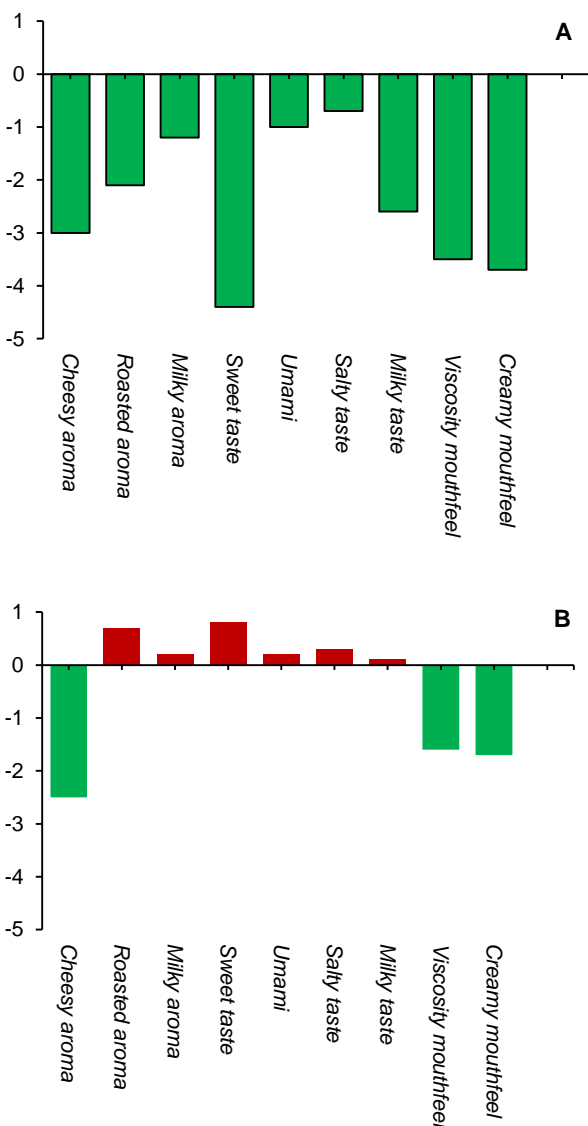 A
1
0
-1
-2
-3
-4
-5
Cheesy aroma
Roasted aroma
Milky aroma
Sweet taste
Umami
Salty taste
Milky taste
Viscosity mouthfeel
Creamy mouthfeel
B
1
0
-1
-2
-3
-4
-5
Cheesy aroma
Roasted aroma
Milky aroma
Sweet taste
Umami
Salty taste
Milky taste
Viscosity mouthfeel
Creamy mouthfeel